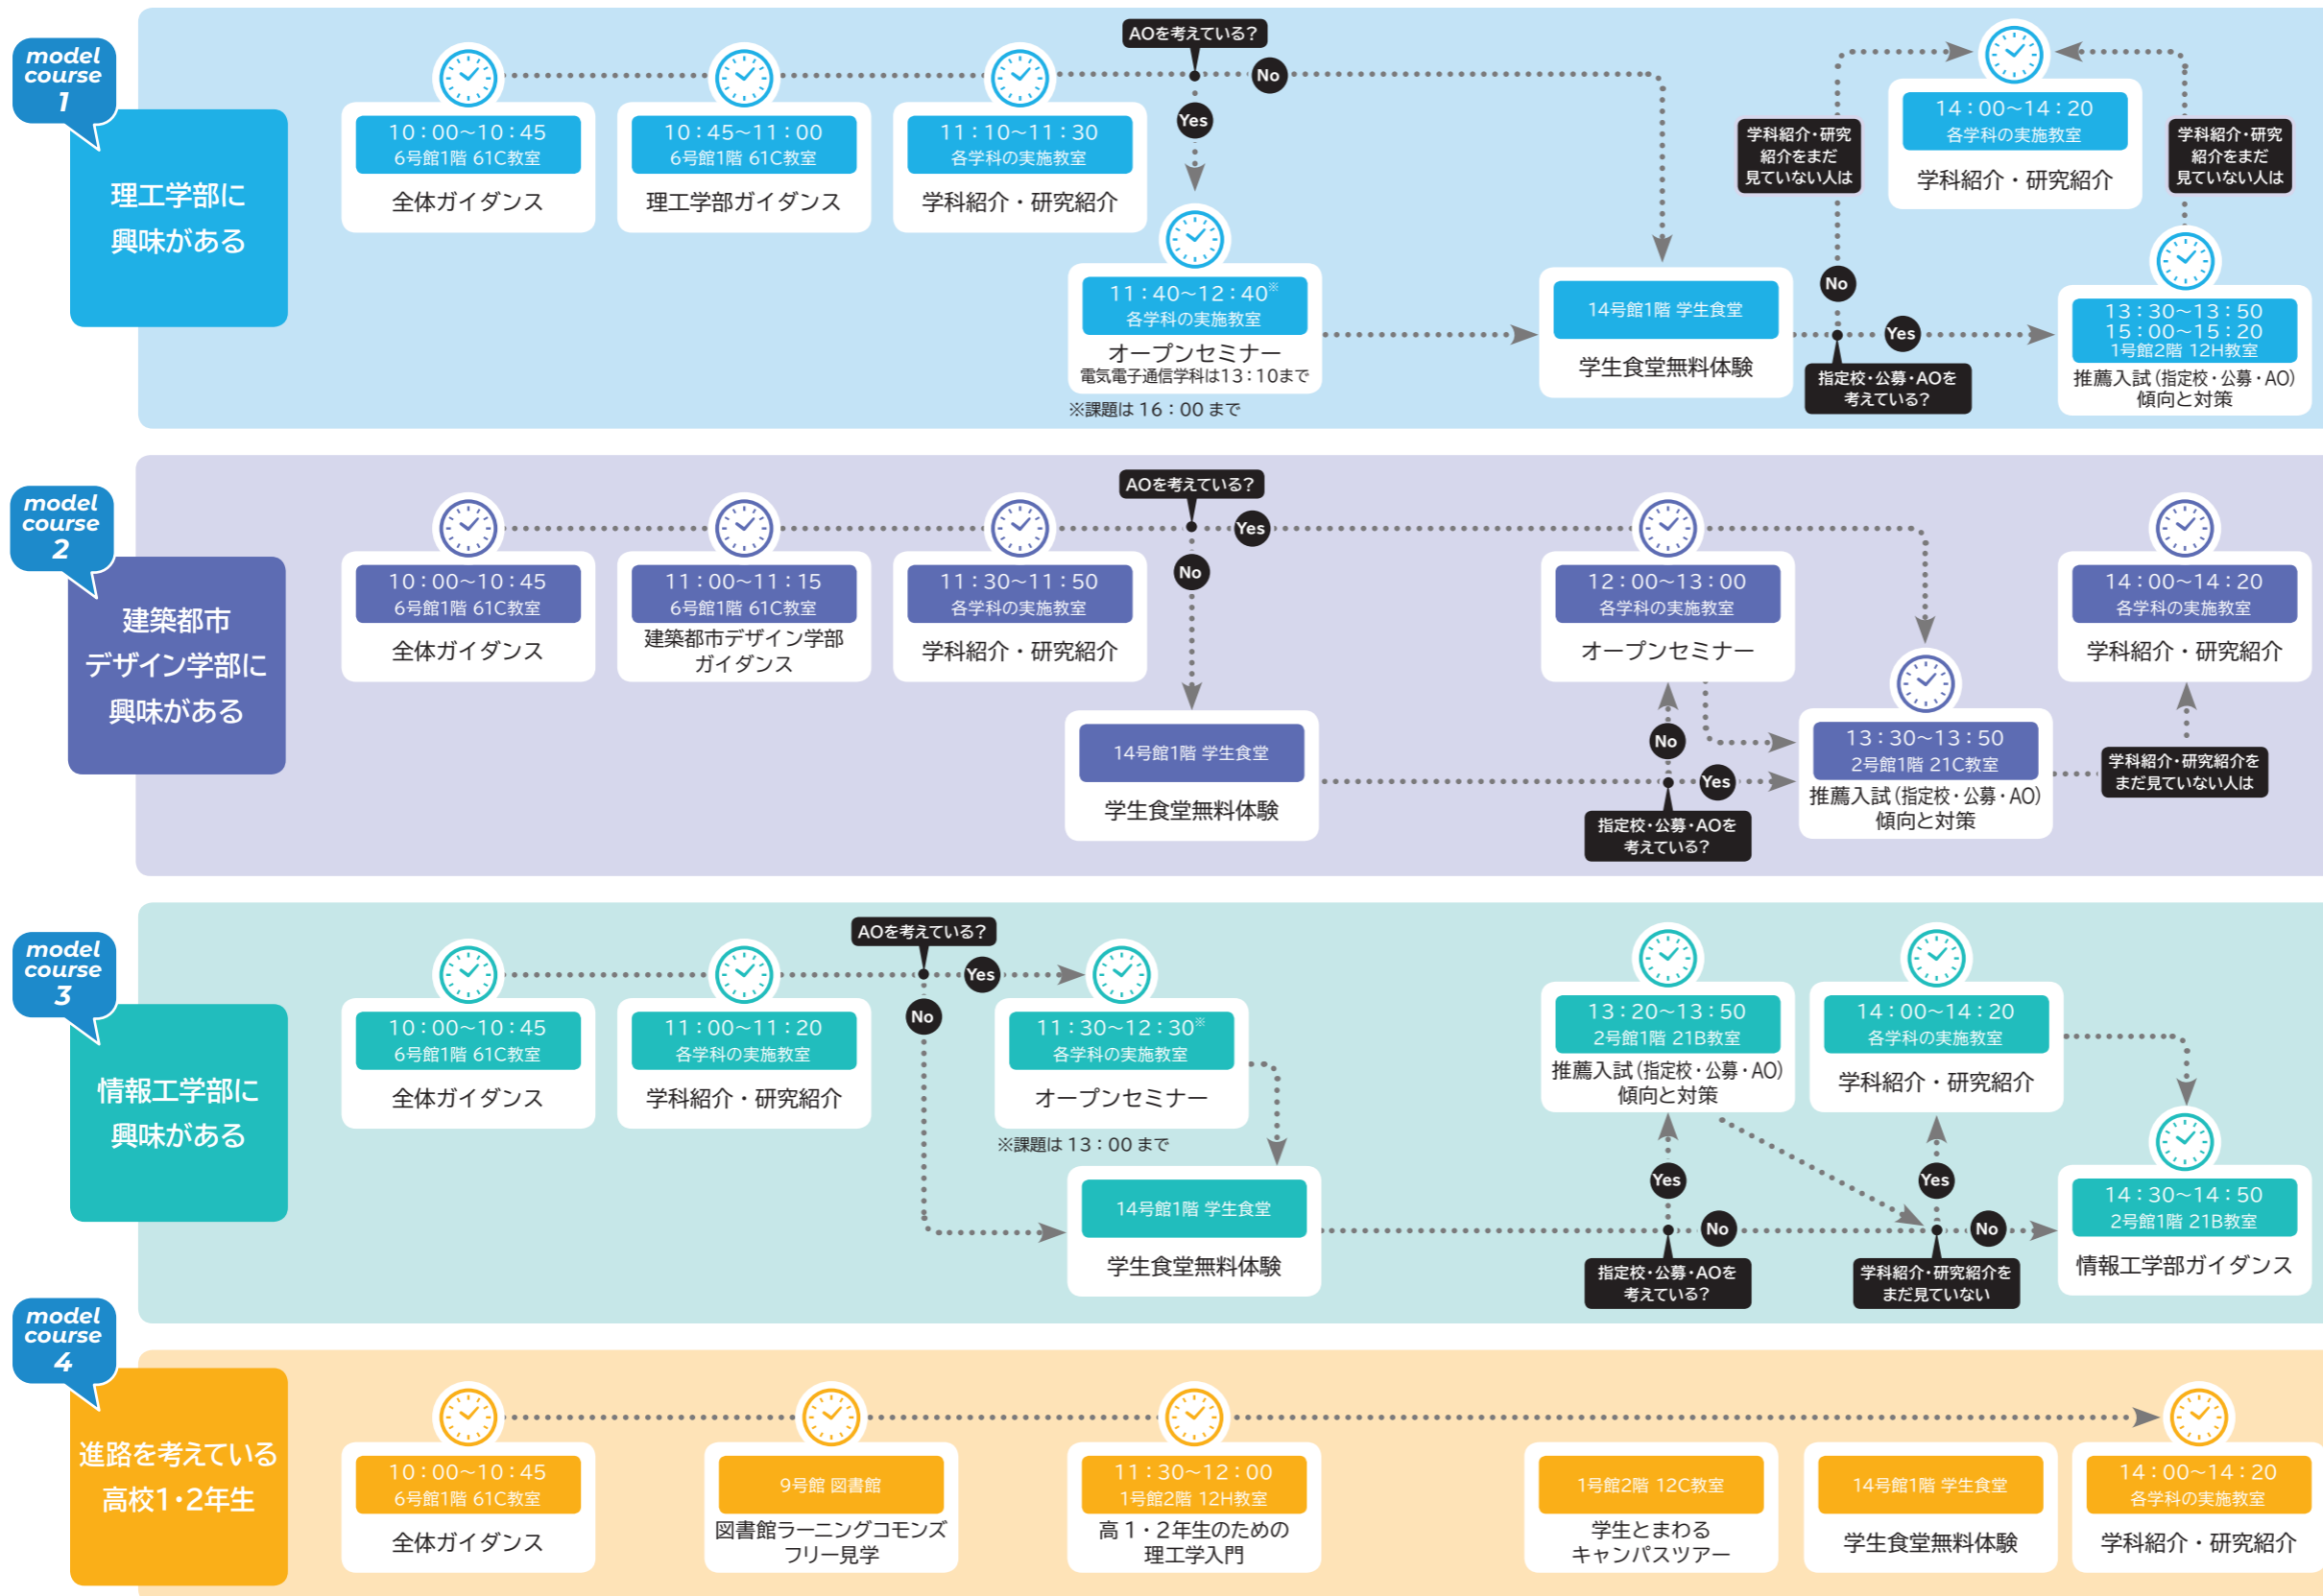 model
course
1
理工学部に
興味がある
10：00～10：45
6号館1階 61C教室
全体ガイダンス
10：45～11：00
6号館1階 61C教室
理工学部ガイダンス
11：10～11：30
各学科の実施教室
学科紹介・研究紹介
AOを考えている？
No
Yes
11：40～12：40※
各学科の実施教室
オープンセミナー
電気電子通信学科は13：10まで
※課題は 16：00 まで
14号館1階 学生食堂
学生食堂無料体験
指定校・公募・AOを
考えている？
No
Yes
学科紹介・研究
紹介をまだ
見ていない人は
14：00～14：20
各学科の実施教室
学科紹介・研究紹介
学科紹介・研究
紹介をまだ
見ていない人は
13：30～13：50
15：00～15：20
1号館2階 12H教室
推薦入試（指定校・公募・AO）
傾向と対策
model
course
2
建築都市
デザイン学部に
興味がある
10：00～10：45
6号館1階 61C教室
全体ガイダンス
11：00～11：15
6号館1階 61C教室
建築都市デザイン学部
ガイダンス
11：30～11：50
各学科の実施教室
学科紹介・研究紹介
AOを考えている？
Yes
No
14号館1階 学生食堂
学生食堂無料体験
12：00～13：00
各学科の実施教室
オープンセミナー
No
Yes
指定校・公募・AOを
考えている？
13：30～13：50
2号館1階 21C教室
推薦入試（指定校・公募・AO）
傾向と対策
14：00～14：20
各学科の実施教室
学科紹介・研究紹介
学科紹介・研究紹介を
まだ見ていない人は
model
course
3
情報工学部に
興味がある
10：00～10：45
6号館1階 61C教室
全体ガイダンス
11：00～11：20
各学科の実施教室
学科紹介・研究紹介
AOを考えている？
Yes
No
11：30～12：30※
各学科の実施教室
オープンセミナー
※課題は 13：00 まで
14号館1階 学生食堂
学生食堂無料体験
13：20～13：50
2号館1階 21B教室
推薦入試（指定校・公募・AO）
傾向と対策
Yes
No
指定校・公募・AOを
考えている？
14：00～14：20
各学科の実施教室
学科紹介・研究紹介
Yes
No
学科紹介・研究紹介を
まだ見ていない
14：30～14：50
2号館1階 21B教室
情報工学部ガイダンス
model
course
4
進路を考えている
高校1・2年生
10：00～10：45
6号館1階 61C教室
全体ガイダンス
9号館 図書館
図書館ラーニングコモンズ
フリー見学
11：30～12：00
1号館2階 12H教室
高 1・2年生のための
理工学入門
1号館2階 12C教室
学生とまわる
キャンパスツアー
14号館1階 学生食堂
学生食堂無料体験
14：00～14：20
各学科の実施教室
学科紹介・研究紹介